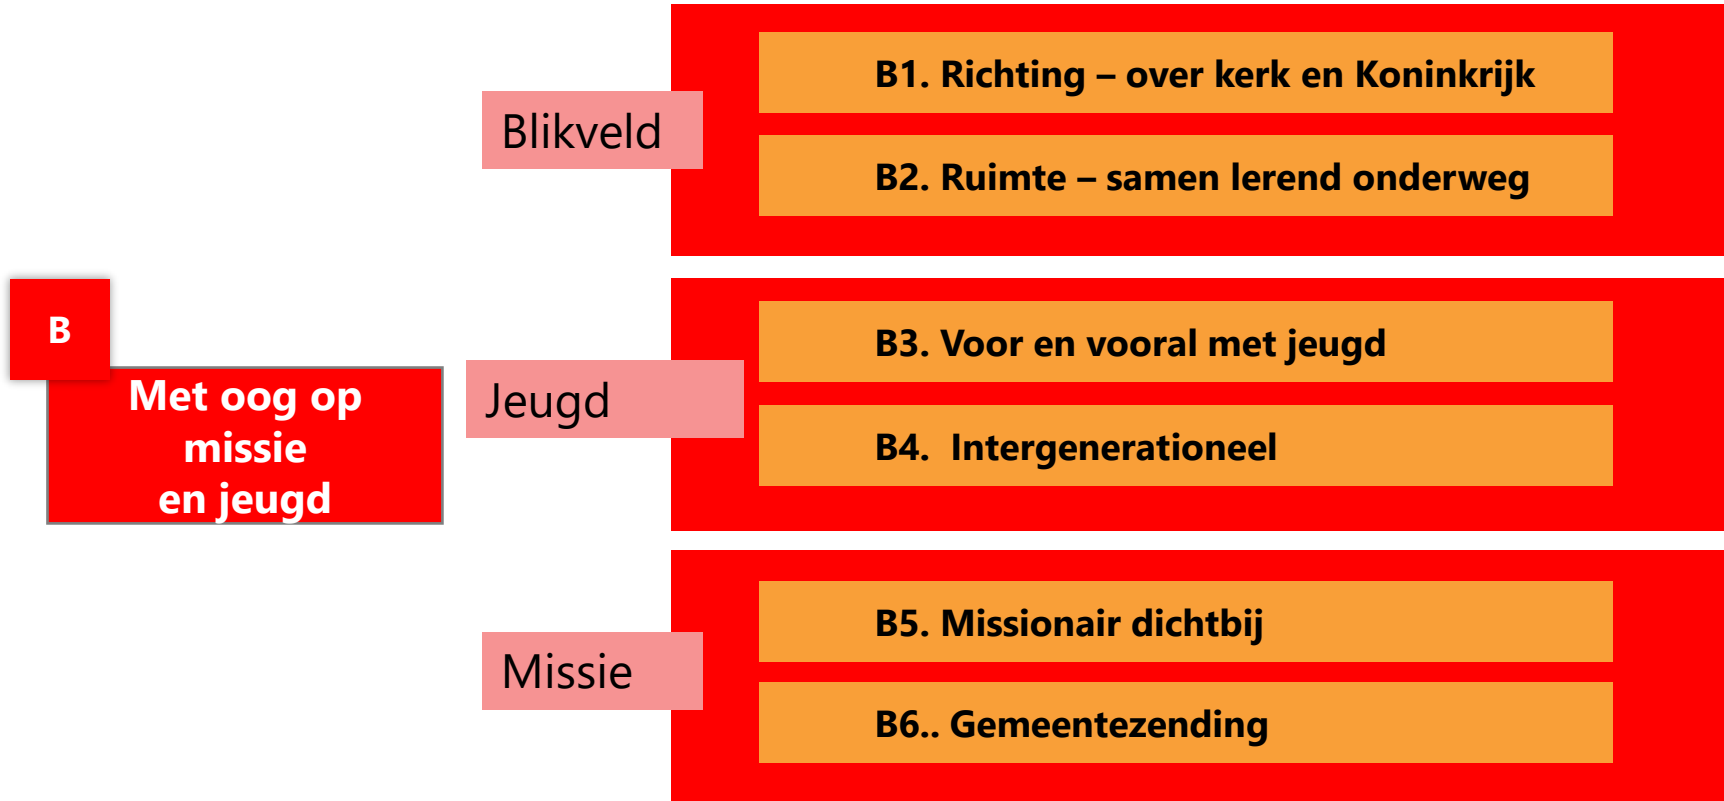 B
Met oog op
missie
en jeugd
Blikveld
B1. Richting – over kerk en Koninkrijk
B2. Ruimte – samen lerend onderweg
Jeugd
B3. Voor en vooral met jeugd
B4.  Intergenerationeel
Missie
B5. Missionair dichtbij
B6.. Gemeentezending